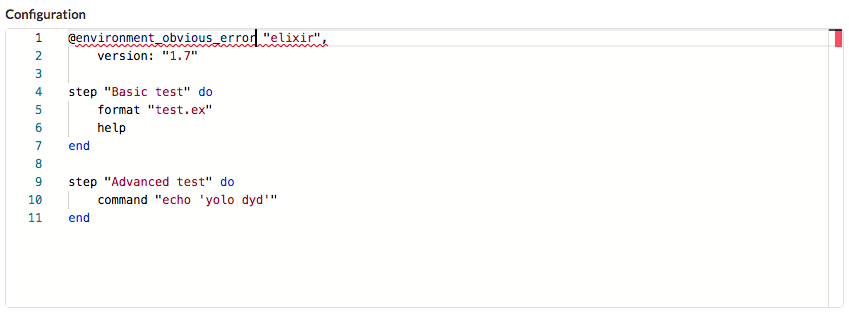 Configuration
1 @environment_obvious_error "elixir",
2     version: "1.7"
3
4 step "Basic test" do
5     format "test.ex"
6     help
7 end
8
9 step "Advanced test" do
10     command "echo 'yolo dyd'"
11 end